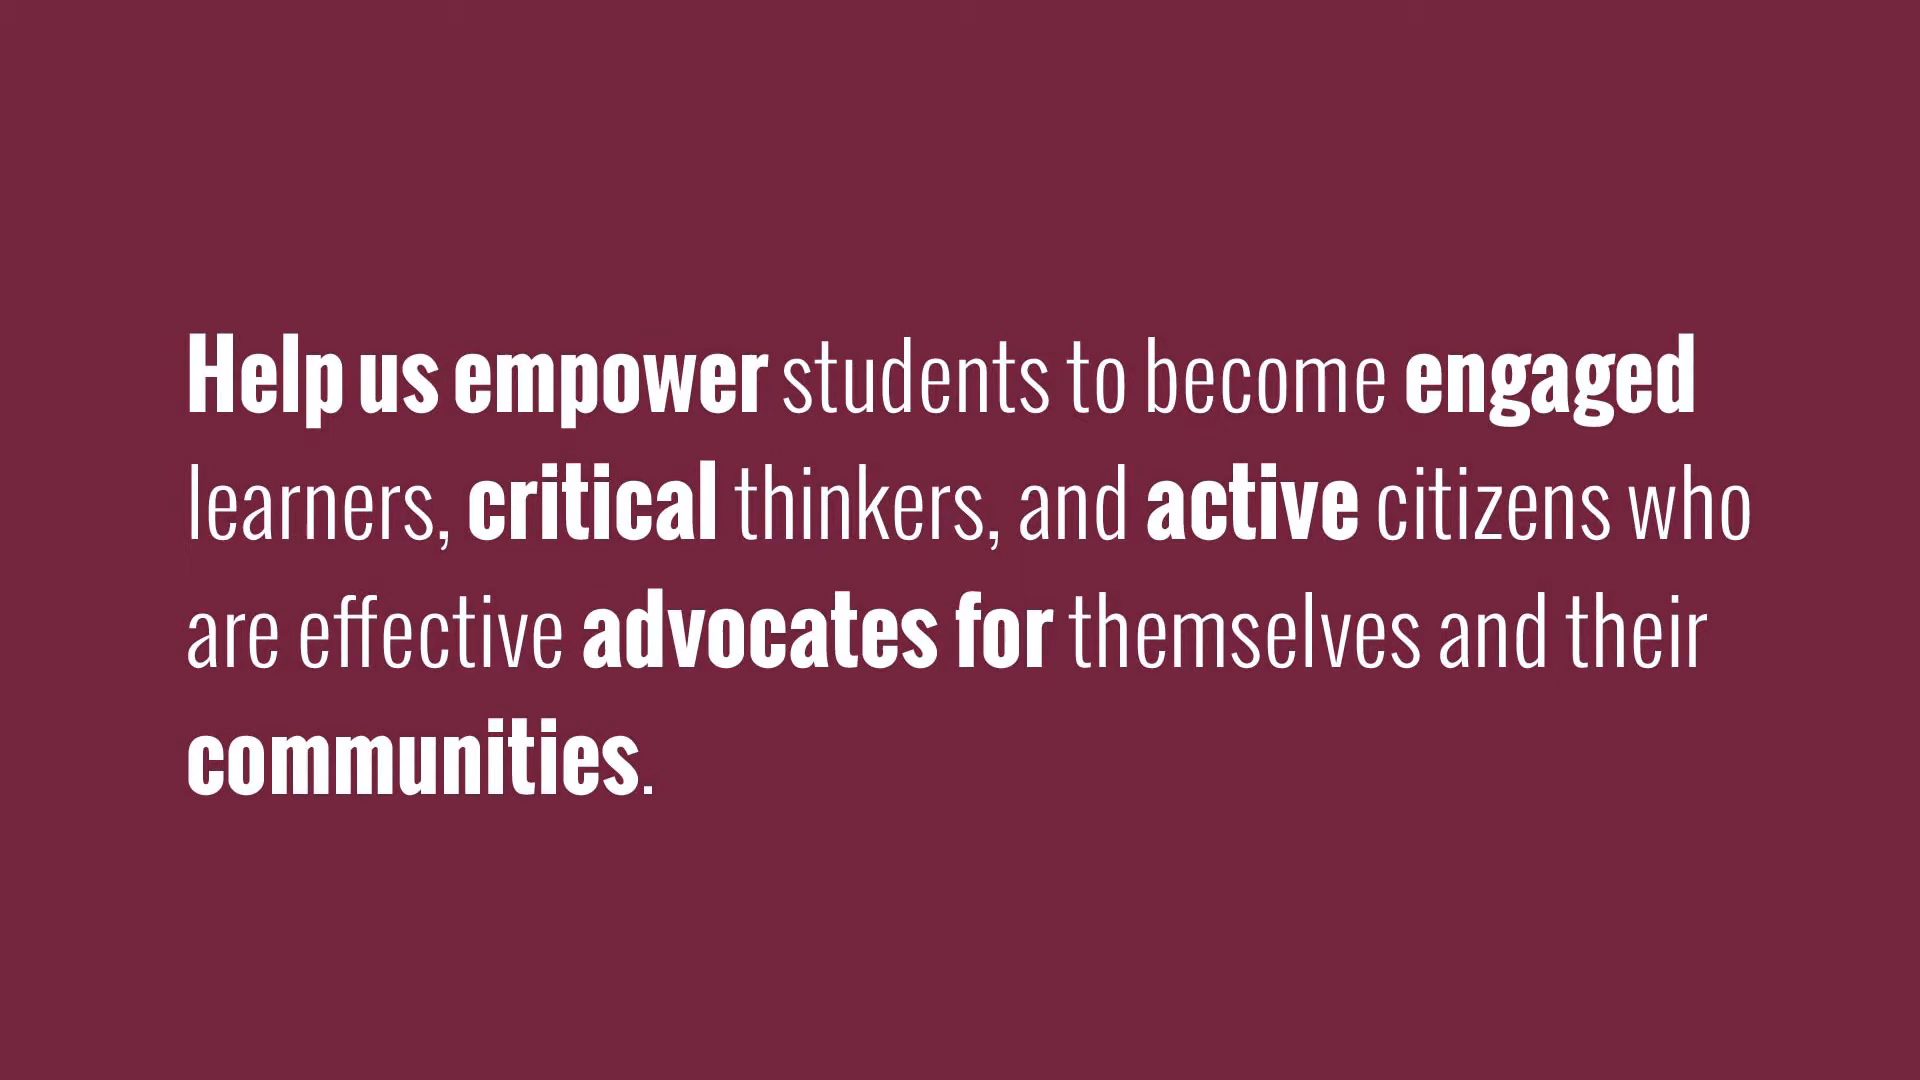 Help us empower students to become engaged
learners, critical thinkers, and active citizens who
are effective advocates for themselves and their
communities.